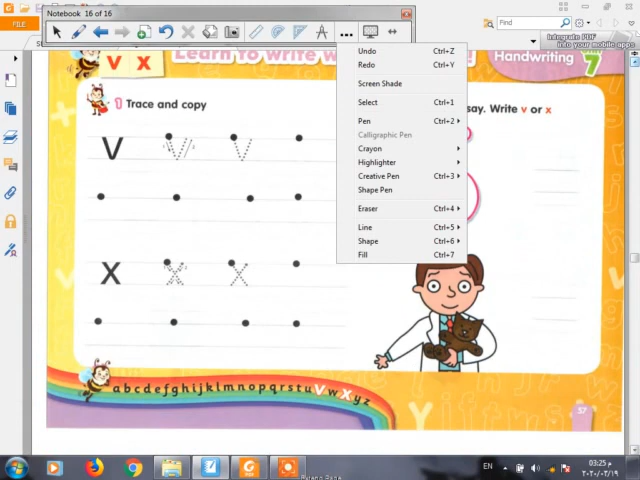 Notebook 16 of 16
FILE
Find
Integrate PDF
into your mobile apps
Learn to write
Handwriting
7
v x
1 Trace and copy
say. Write v or x
v v v
x x x
Undo Ctrl+Z
Redo Ctrl+Y
Screen Shade
Select Ctrl+1
Pen Ctrl+2
Calligraphic Pen
Crayon
Highlighter
Creative Pen Ctrl+3
Shape Pen
Eraser Ctrl+4
Line Ctrl+5
Shape Ctrl+6
Fill Ctrl+7
a b c d e f g h i j k l m n o p q r s t u v w x y z
57
EN
03:25 م
٢٠٢٠/٠٣/١٩